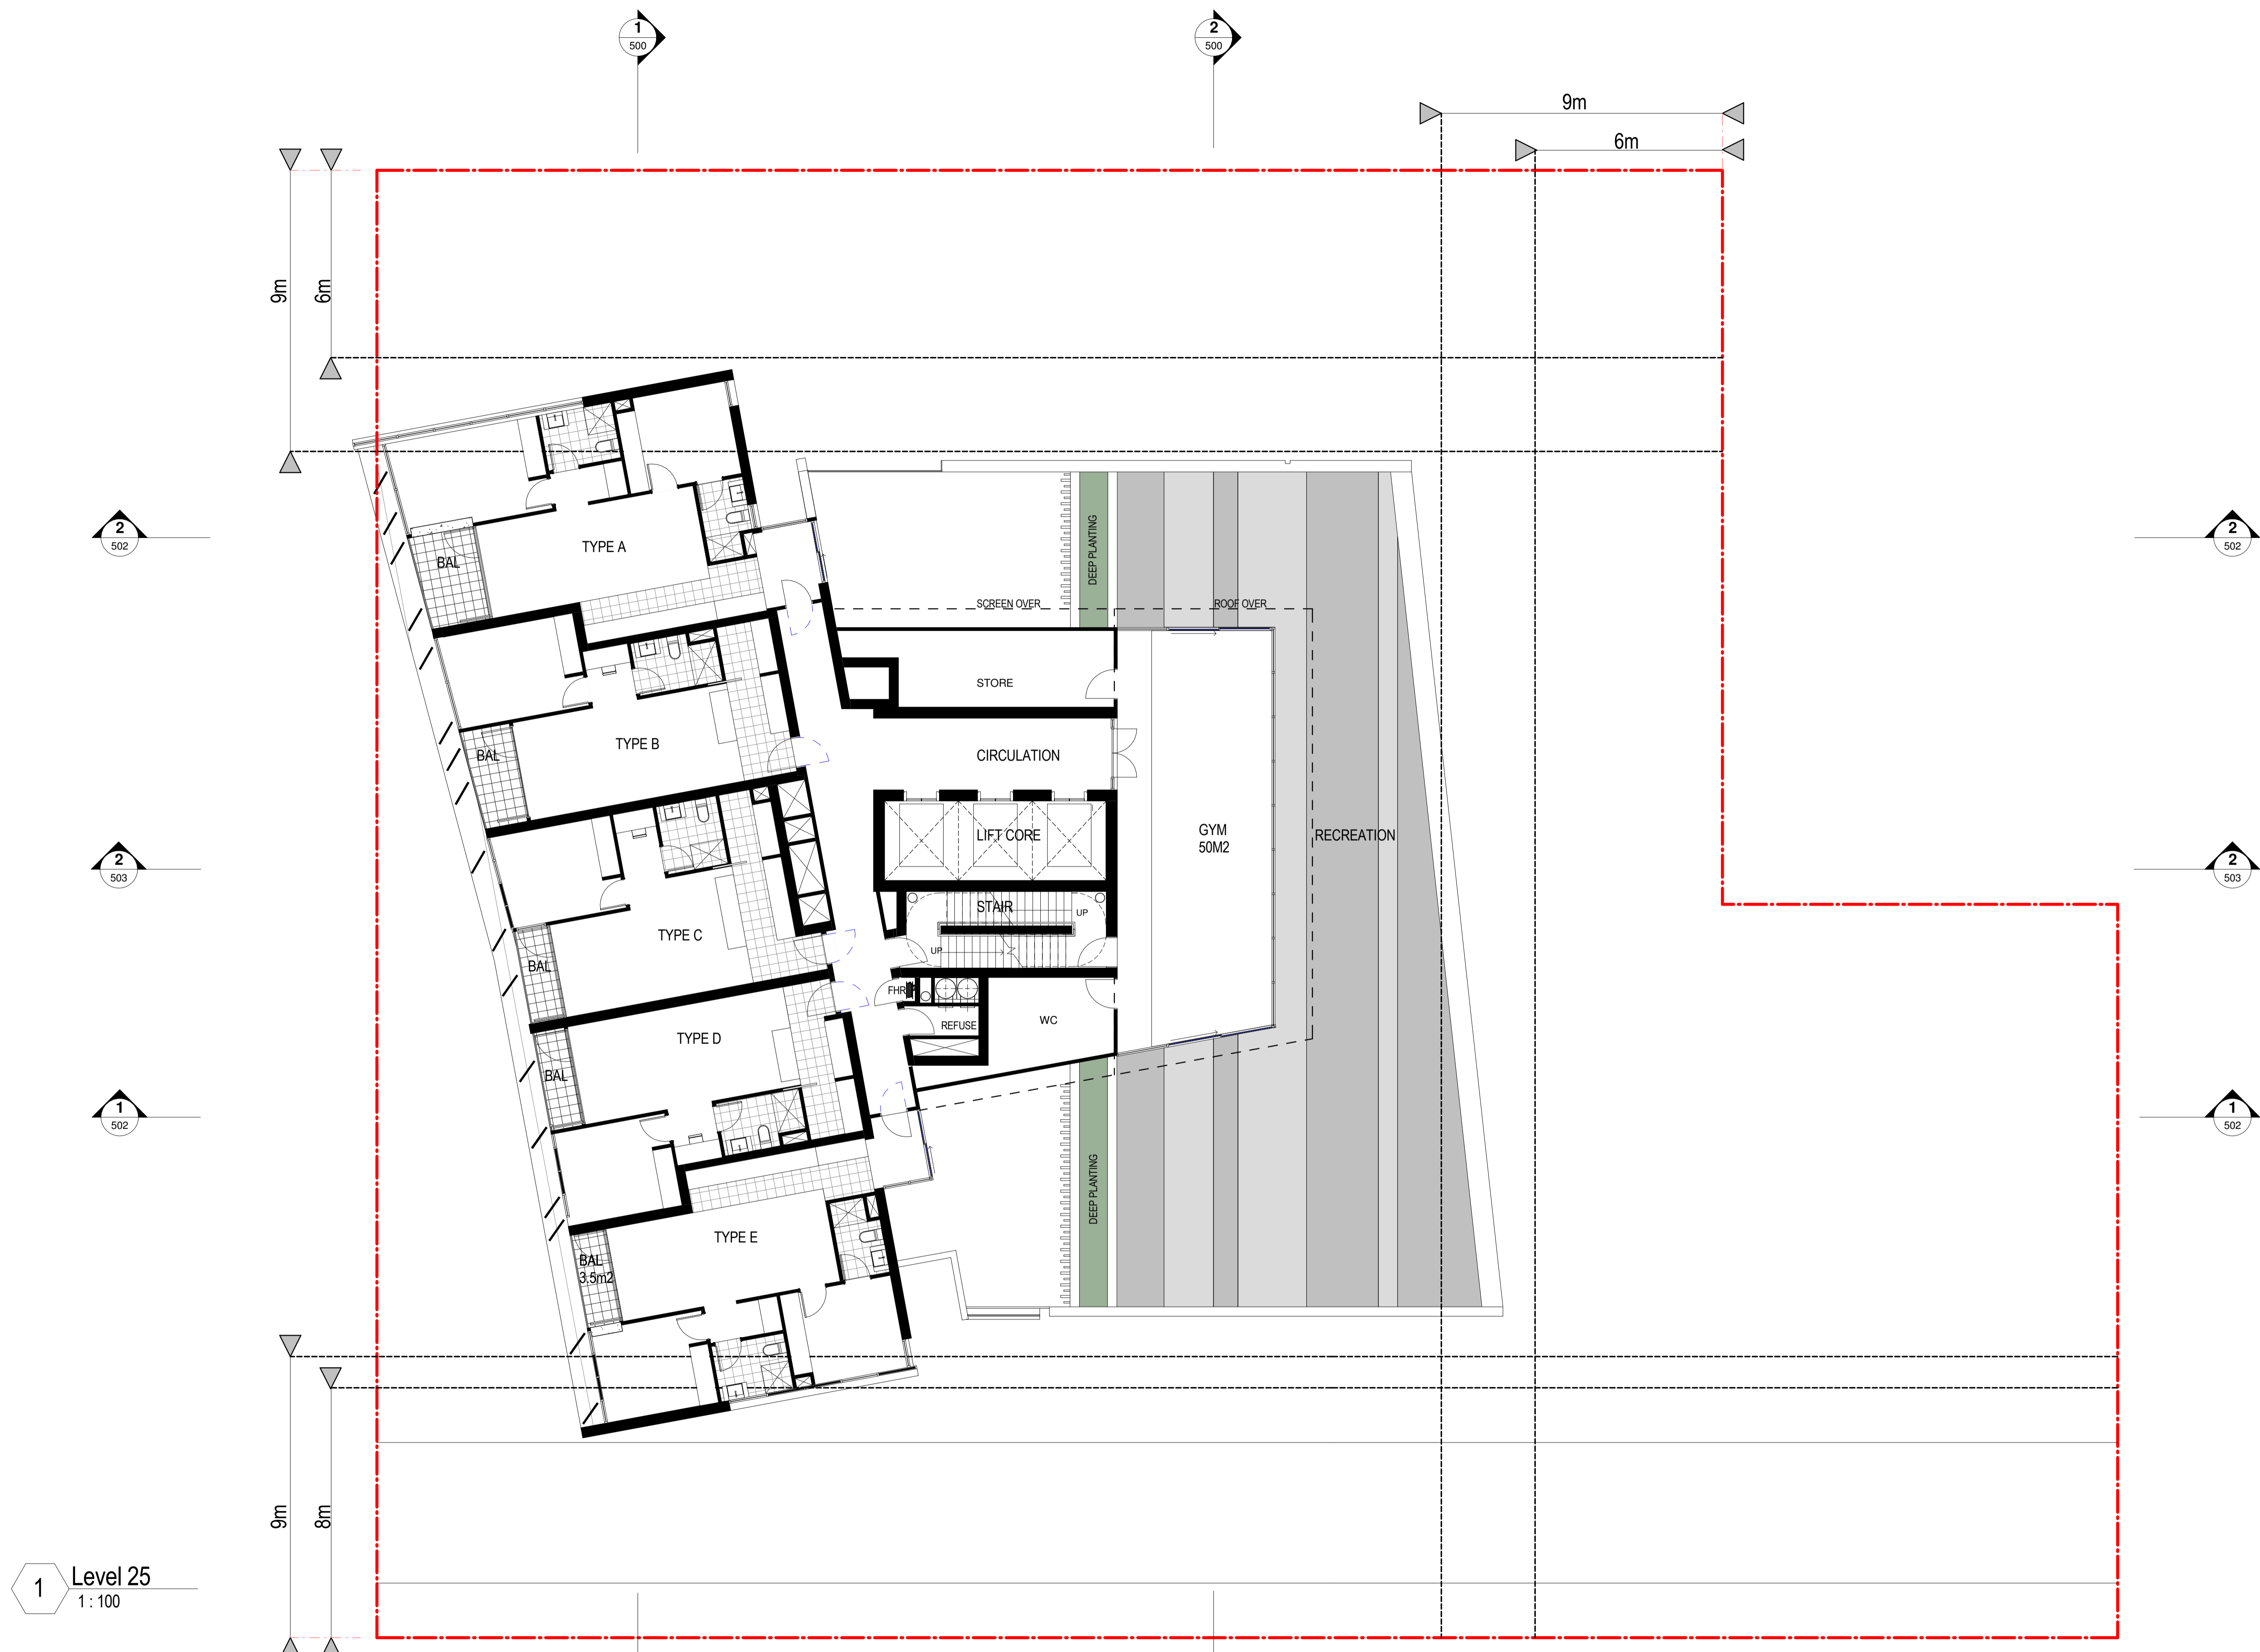 1
500
2
500
9m
6m
9m
6m
2
502
2
502
TYPE A
BAL
DEEP PLANTING
SCREEN OVER
ROOF OVER
STORE
TYPE B
BAL
CIRCULATION
LIFT CORE
GYM
50M2
RECREATION
2
503
2
503
STAIR
UP
UP
TYPE C
BAL
FHR
REFUSE
WC
TYPE D
BAL
1
502
1
502
DEEP PLANTING
TYPE E
BAL
3.5m2
9m
8m
1
Level 25
1 : 100